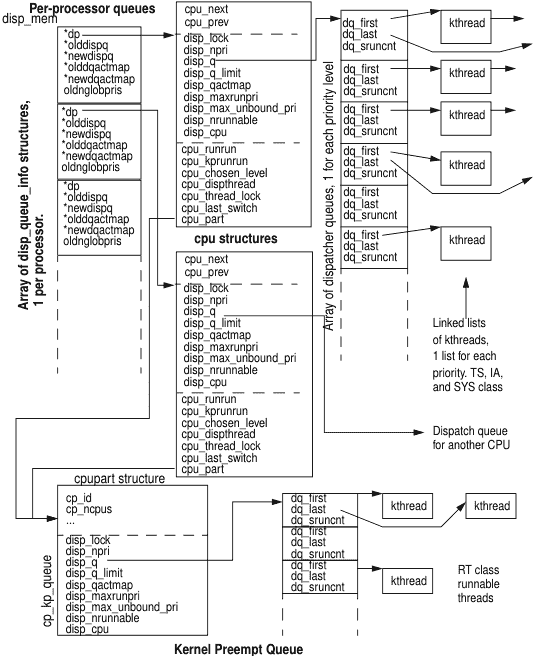 Per-processor queues
disp_mem
*dp
*olddispq
*newdispq
*olddqactmap
*newdqactmap
oldnglobpris
*dp
*olddispq
*newdispq
*olddqactmap
*newdqactmap
oldnglobpris
*dp
*olddispq
*newdispq
*olddqactmap
*newdqactmap
oldnglobpris
Array of disp_queue_info structures,
1 per processor.
cpu_next
cpu_prev
disp_lock
disp_npri
disp_q
disp_q_limit
disp_qactmap
disp_maxrunpri
disp_max_unbound_pri
disp_nrunnable
disp_cpu
cpu_runrun
cpu_kprunrun
cpu_chosen_level
cpu_dispthread
cpu_thread_lock
cpu_last_switch
cpu_part
cpu structures
cpu_next
cpu_prev
disp_lock
disp_npri
disp_q
disp_q_limit
disp_qactmap
disp_maxrunpri
disp_max_unbound_pri
disp_nrunnable
disp_cpu
cpu_runrun
cpu_kprunrun
cpu_chosen_level
cpu_dispthread
cpu_thread_lock
cpu_last_switch
cpu_part
Array of dispatcher queues, 1 for each priority level
dq_first
dq_last
dq_sruncnt
dq_first
dq_last
dq_sruncnt
dq_first
dq_last
dq_sruncnt
dq_first
dq_last
dq_sruncnt
dq_first
dq_last
dq_sruncnt
dq_first
dq_last
dq_sruncnt
kthread
kthread
kthread
kthread
kthread
Linked lists
of kthreads,
1 list for each
priority. TS, IA,
and SYS class
Dispatch queue
for another CPU
cpupart structure
cp_id
cp_ncpus
...
disp_lock
disp_npri
disp_q
disp_q_limit
disp_qactmap
disp_maxrunpri
disp_max_unbound_pri
disp_nrunnable
disp_cpu
cp_kp_queue
dq_first
dq_last
dq_sruncnt
dq_first
dq_last
dq_sruncnt
dq_first
dq_last
dq_sruncnt
kthread
kthread
kthread
RT class
runnable
threads
Kernel Preempt Queue